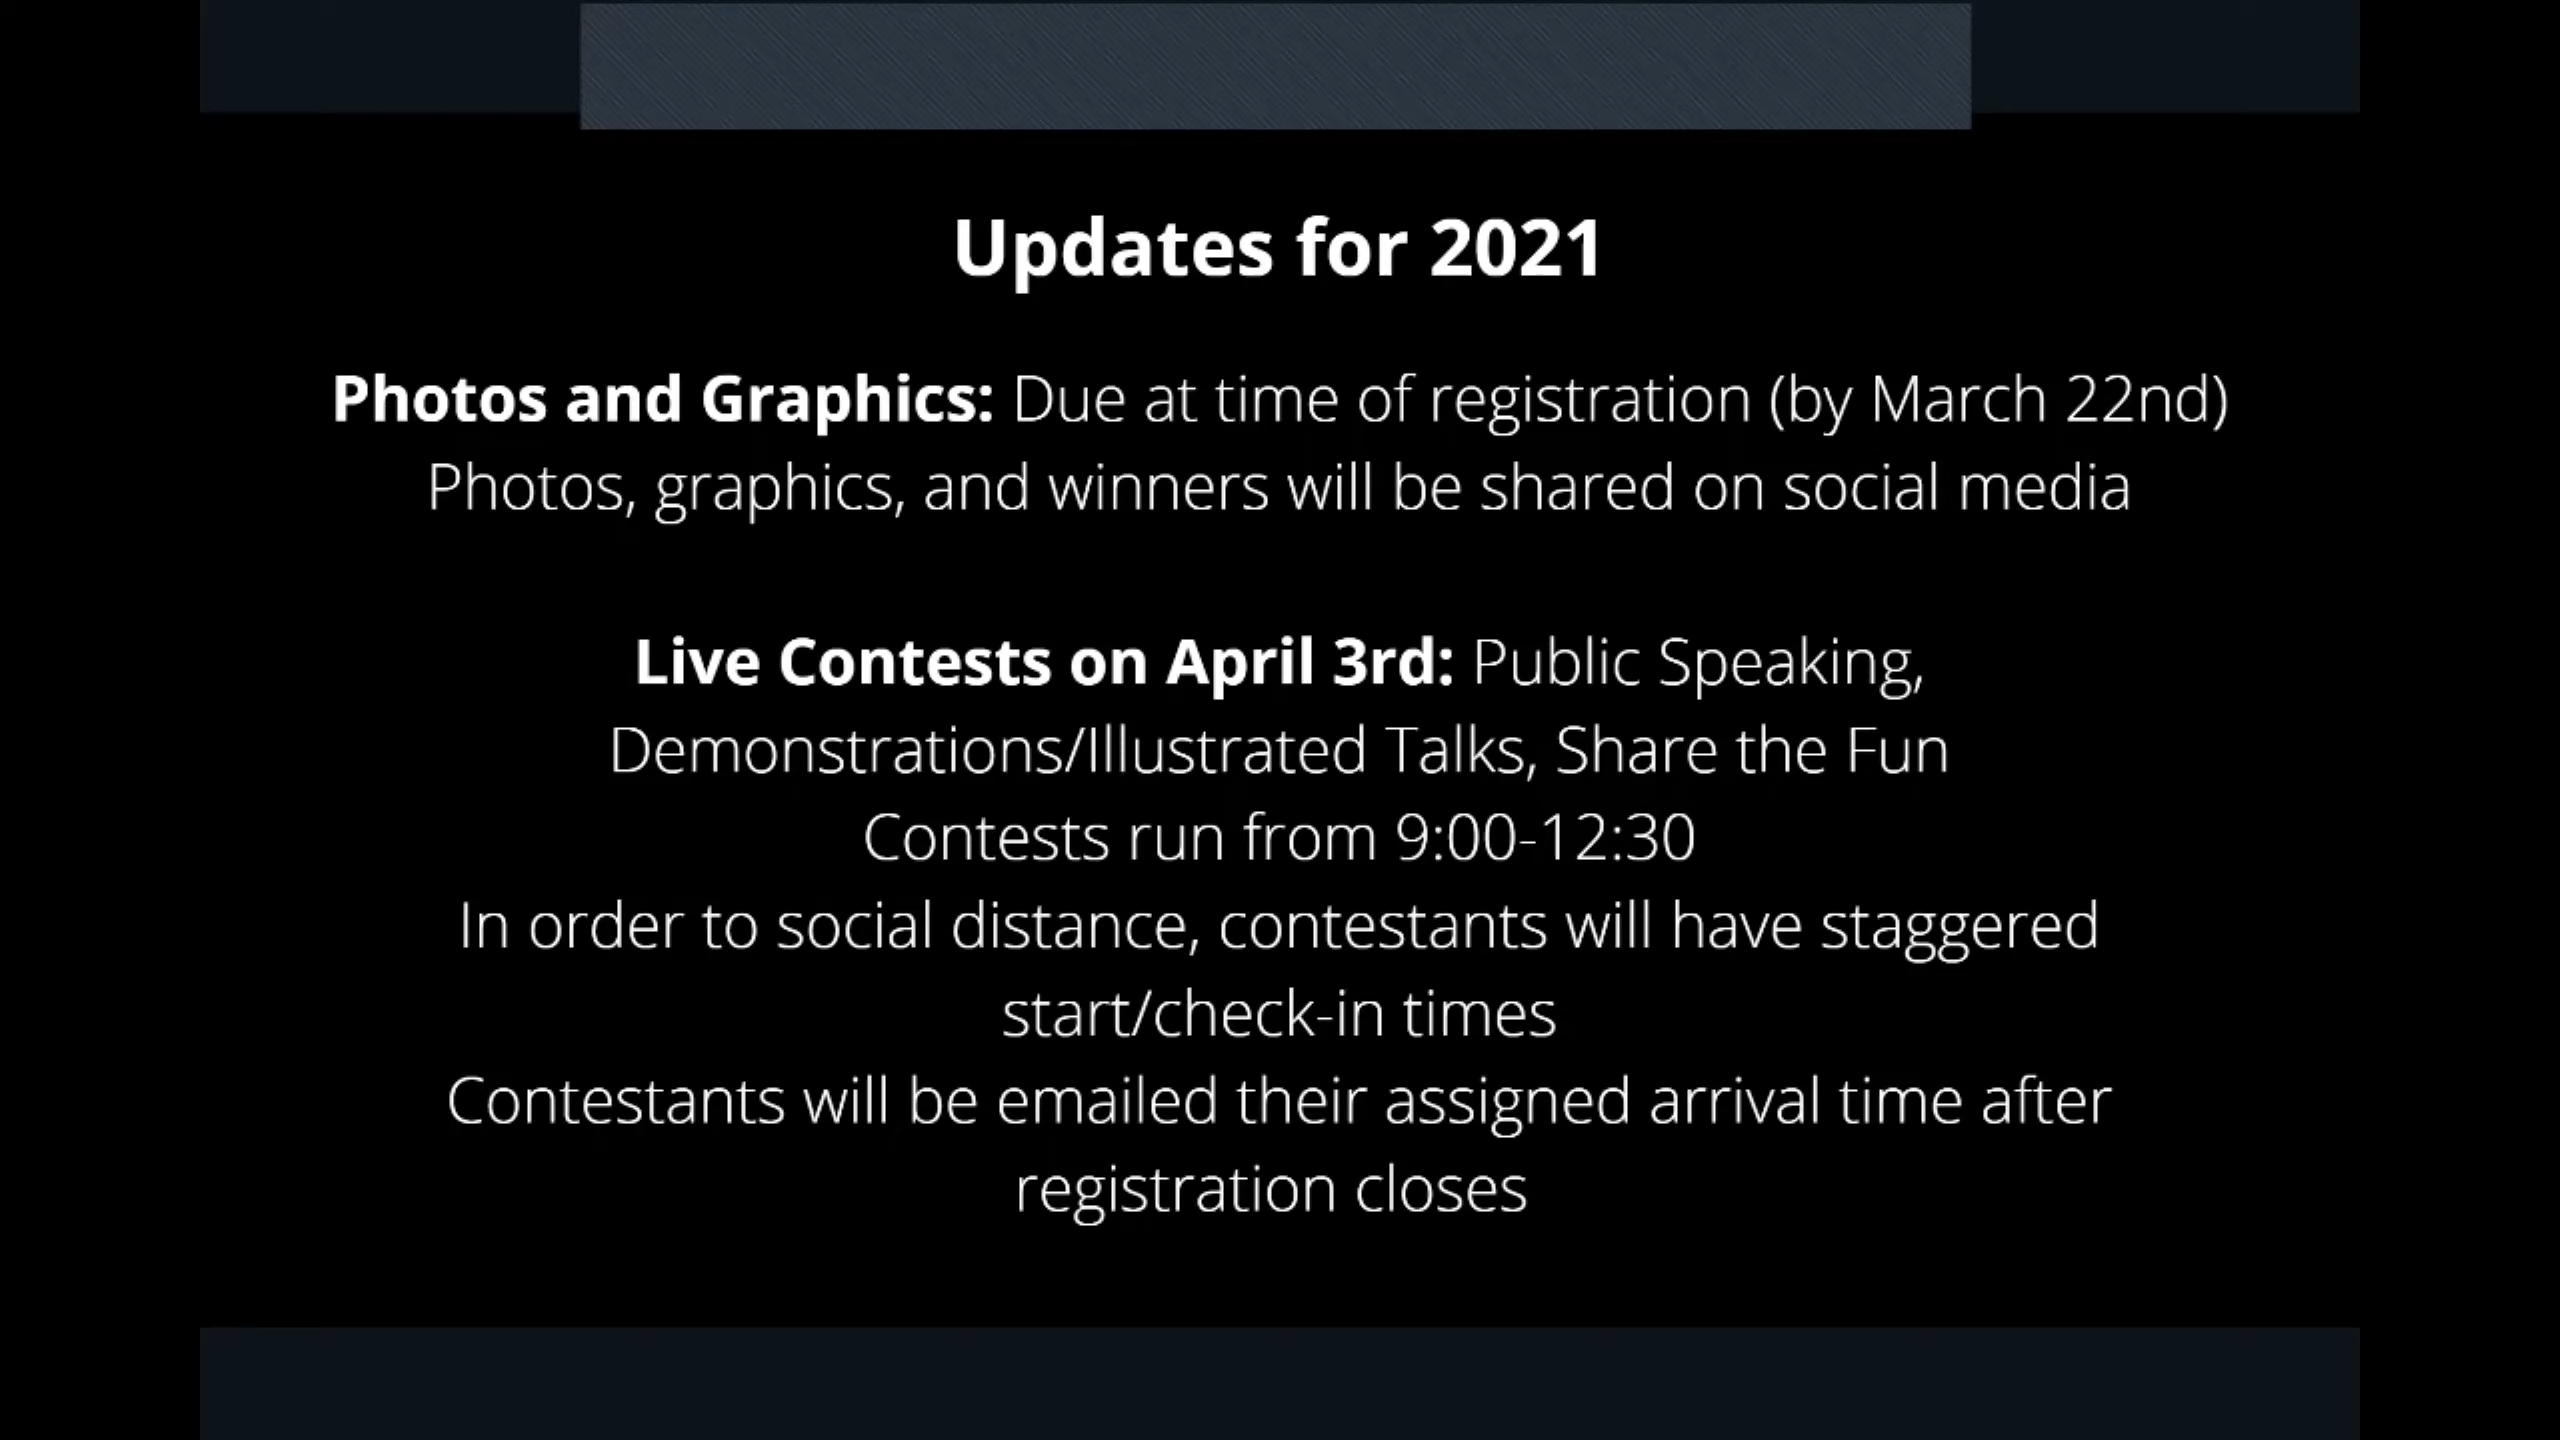 Updates for 2021
Photos and Graphics: Due at time of registration (by March 22nd)
Photos, graphics, and winners will be shared on social media
Live Contests on April 3rd: Public Speaking,
Demonstrations/Illustrated Talks, Share the Fun
Contests run from 9:00-12:30
In order to social distance, contestants will have staggered
start/check-in times
Contestants will be emailed their assigned arrival time after
registration closes